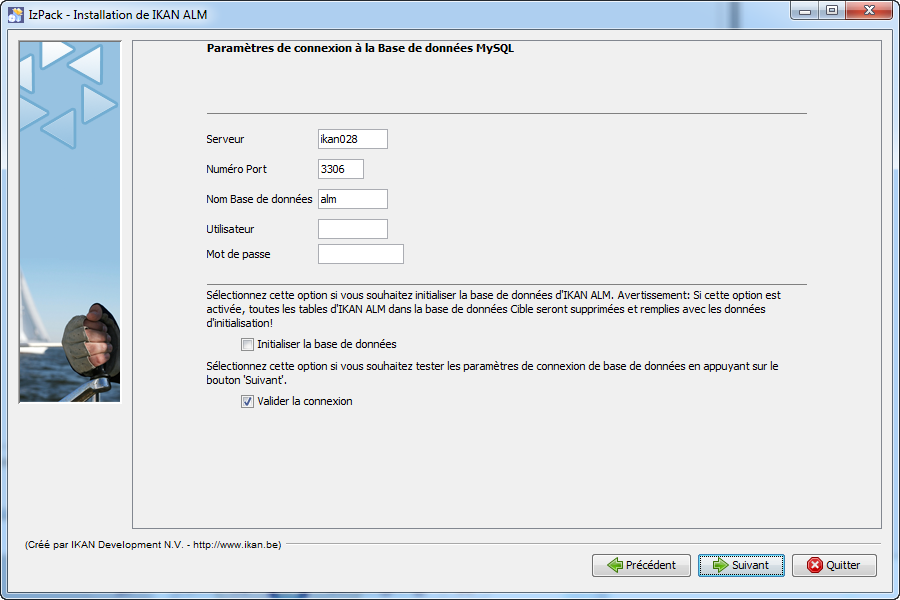 IzPack - Installation de IKAN ALM
Paramètres de connexion à la Base de données MySQL
Serveur ikan028
Numéro Port 3306
Nom Base de données alm
Utilisateur
Mot de passe
Sélectionnez cette option si vous souhaitez initialiser la base de données d'IKAN ALM. Avertissement: Si cette option est
activée, toutes les tables d'IKAN ALM dans la base de données Cible seront supprimées et remplies avec les données
d'initialisation!
Initialiser la base de données
Sélectionnez cette option si vous souhaitez tester les paramètres de connexion de base de données en appuyant sur le
bouton 'Suivant'.
Valider la connexion
(Créé par IKAN Development N.V. - http://www.ikan.be)
Précédent Suivant Quitter